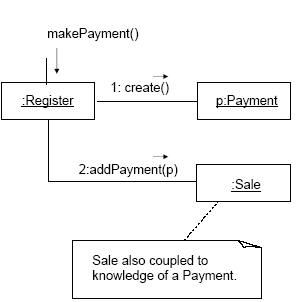 makePayment()
1: create()
:Register
p:Payment
2:addPayment(p)
:Sale
Sale also coupled to
knowledge of a Payment.